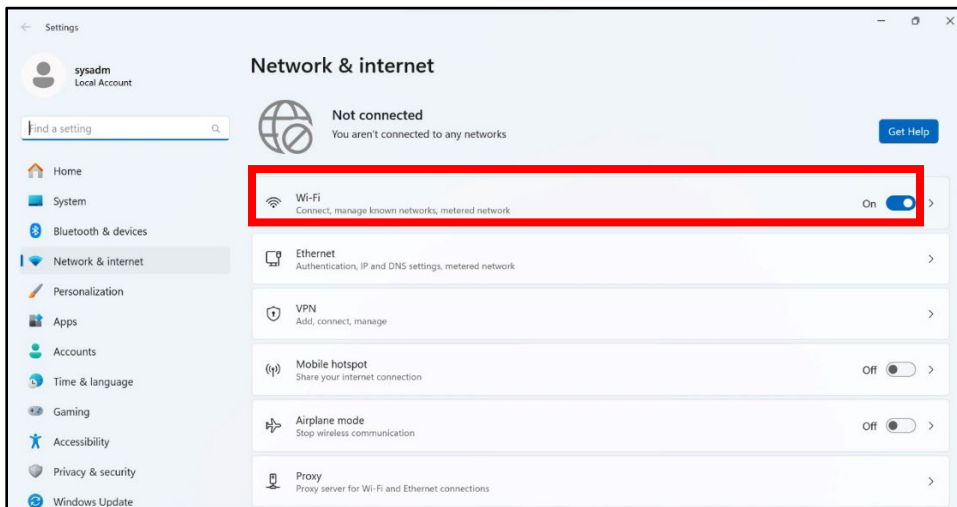 Settings
sysadm
Local Account
Find a setting
Home
System
Bluetooth & devices
Network & internet
Personalization
Apps
Accounts
Time & language
Gaming
Accessibility
Privacy & security
Windows Update
Network & internet
Not connected
You aren't connected to any networks
Get Help
Wi-Fi
Connect, manage known networks, metered network
On
Ethernet
Authentication, IP and DNS settings, metered network
VPN
Add, connect, manage
Mobile hotspot
Share your internet connection
Off
Airplane mode
Stop wireless communication
Off
Proxy
Proxy server for Wi-Fi and Ethernet connections